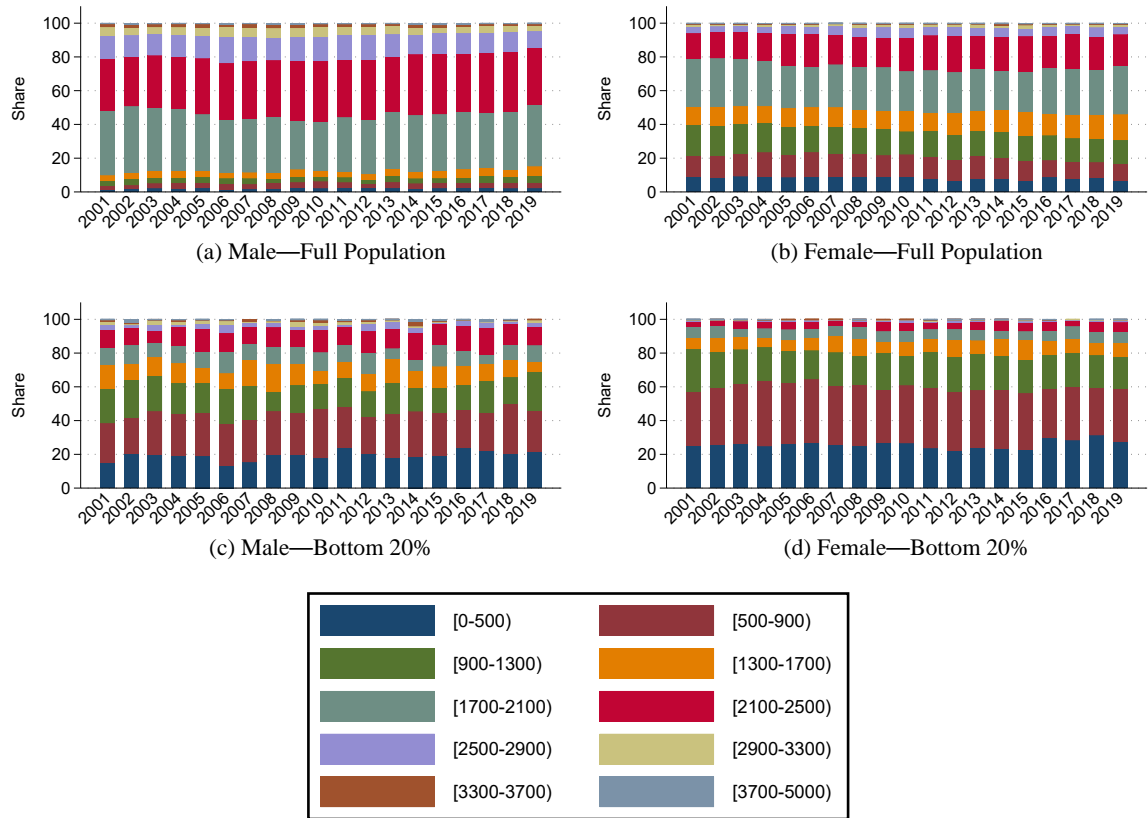 100
80
60
40
20
0
Share
2001 2002 2003 2004 2005 2006 2007 2008 2009 2010 2011 2012 2013 2014 2015 2016 2017 2018 2019
(a) Male—Full Population
100
80
60
40
20
0
Share
2001 2002 2003 2004 2005 2006 2007 2008 2009 2010 2011 2012 2013 2014 2015 2016 2017 2018 2019
(b) Female—Full Population
100
80
60
40
20
0
Share
2001 2002 2003 2004 2005 2006 2007 2008 2009 2010 2011 2012 2013 2014 2015 2016 2017 2018 2019
(c) Male—Bottom 20%
100
80
60
40
20
0
Share
2001 2002 2003 2004 2005 2006 2007 2008 2009 2010 2011 2012 2013 2014 2015 2016 2017 2018 2019
(d) Female—Bottom 20%
[0-500) [500-900)
[900-1300) [1300-1700)
[1700-2100) [2100-2500)
[2500-2900) [2900-3300)
[3300-3700) [3700-5000)